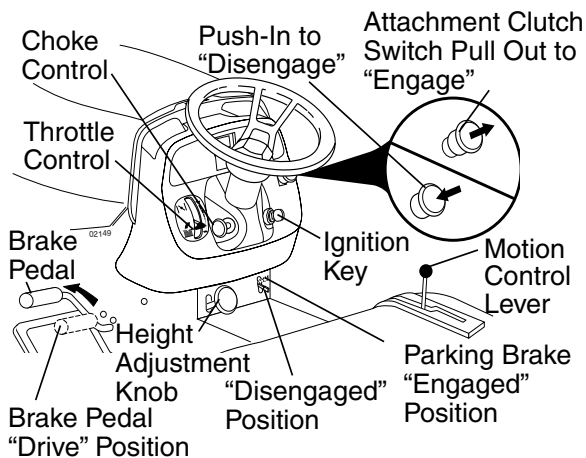 Choke
Control
Push-In to
“Disengage”
Attachment Clutch
Switch Pull Out to
“Engage”
Throttle
Control
02149
Brake
Pedal
Ignition
Key
Motion
Control
Lever
Height
Adjustment
Knob
“Disengaged”
Position
Parking Brake
“Engaged”
Position
Brake Pedal
“Drive” Position